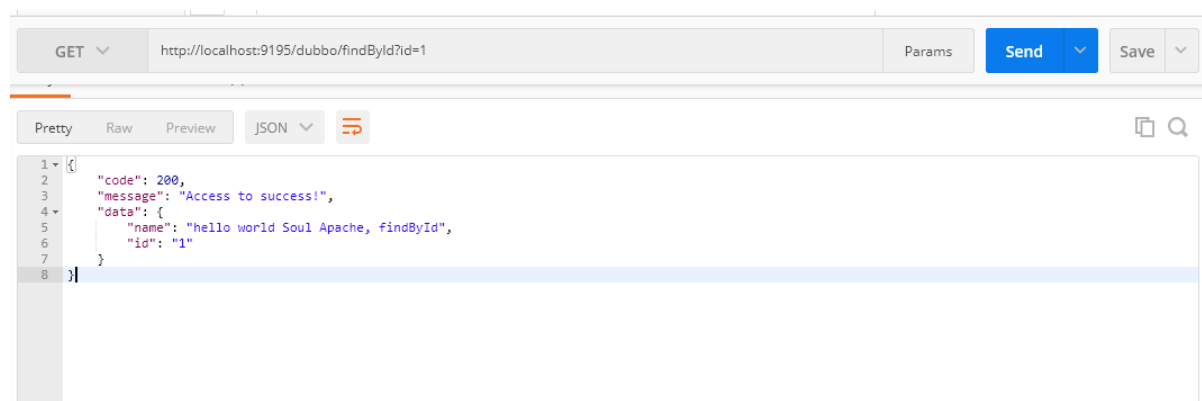 GET http://localhost:9195/dubbo/findById?id=1 Params Send Save
Pretty Raw Preview JSON
1 {
2 "code": 200,
3 "message": "Access to success!",
4 "data": {
5 "name": "hello world Soul Apache, findById",
6 "id": "1"
7 }
8 }